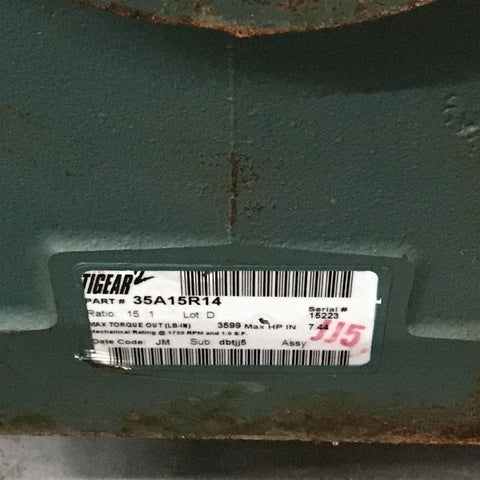 TIGEAR 2
PART # 35A15R14
Ratio: 15 : 1 Lot: D Serial # 15223
MAX TORQUE OUT (LB-IN) 3599 Max HP IN 7.44
Mechanical Rating @ 1750 RPM and 1.0 S.F.
Date Code: JM Sub: dbtjj5 Assy
JJ5